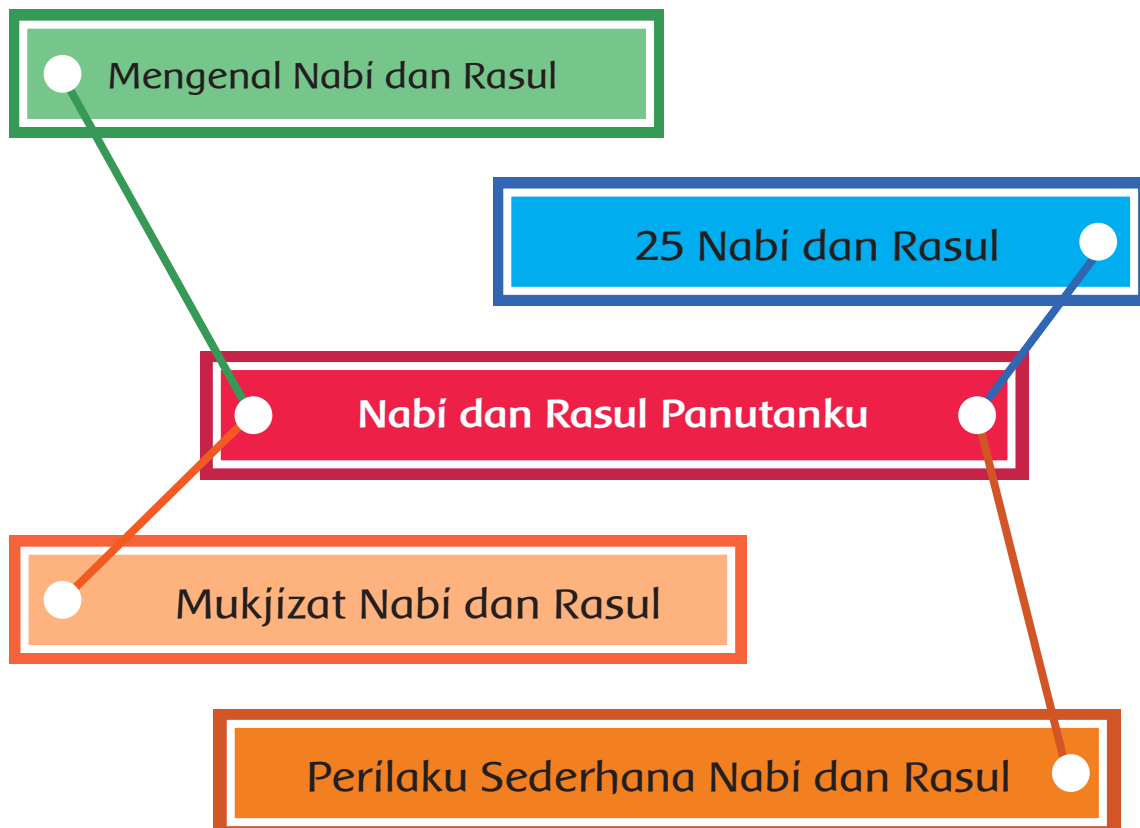 Mengenal Nabi dan Rasul
25 Nabi dan Rasul
Nabi dan Rasul Panutanku
Mukjizat Nabi dan Rasul
Perilaku Sederhana Nabi dan Rasul